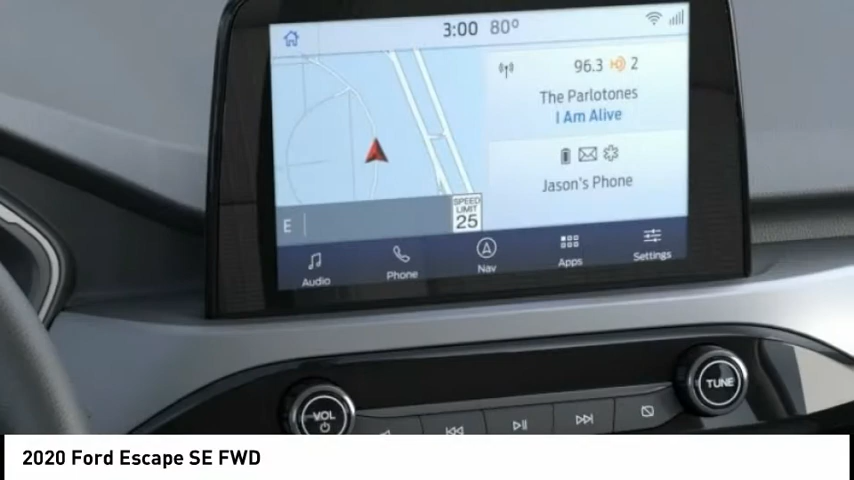 3:00 80°
96.3 2
The Parlotones
I Am Alive
Jason's Phone
SPEED
LIMIT
25
E
Audio
Phone
Nav
Apps
Settings
VOL
TUNE
2020 Ford Escape SE FWD